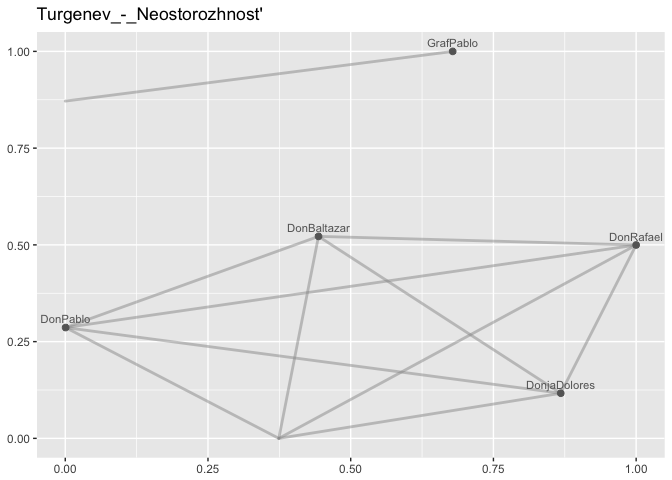 Turgenev_-_Neostorozhnost'
GrafPablo
1.00
0.75
DonBaltazar
DonRafael
0.50
DonPablo
0.25
DonjaDolores
0.00
0.00 0.25 0.50 0.75 1.00